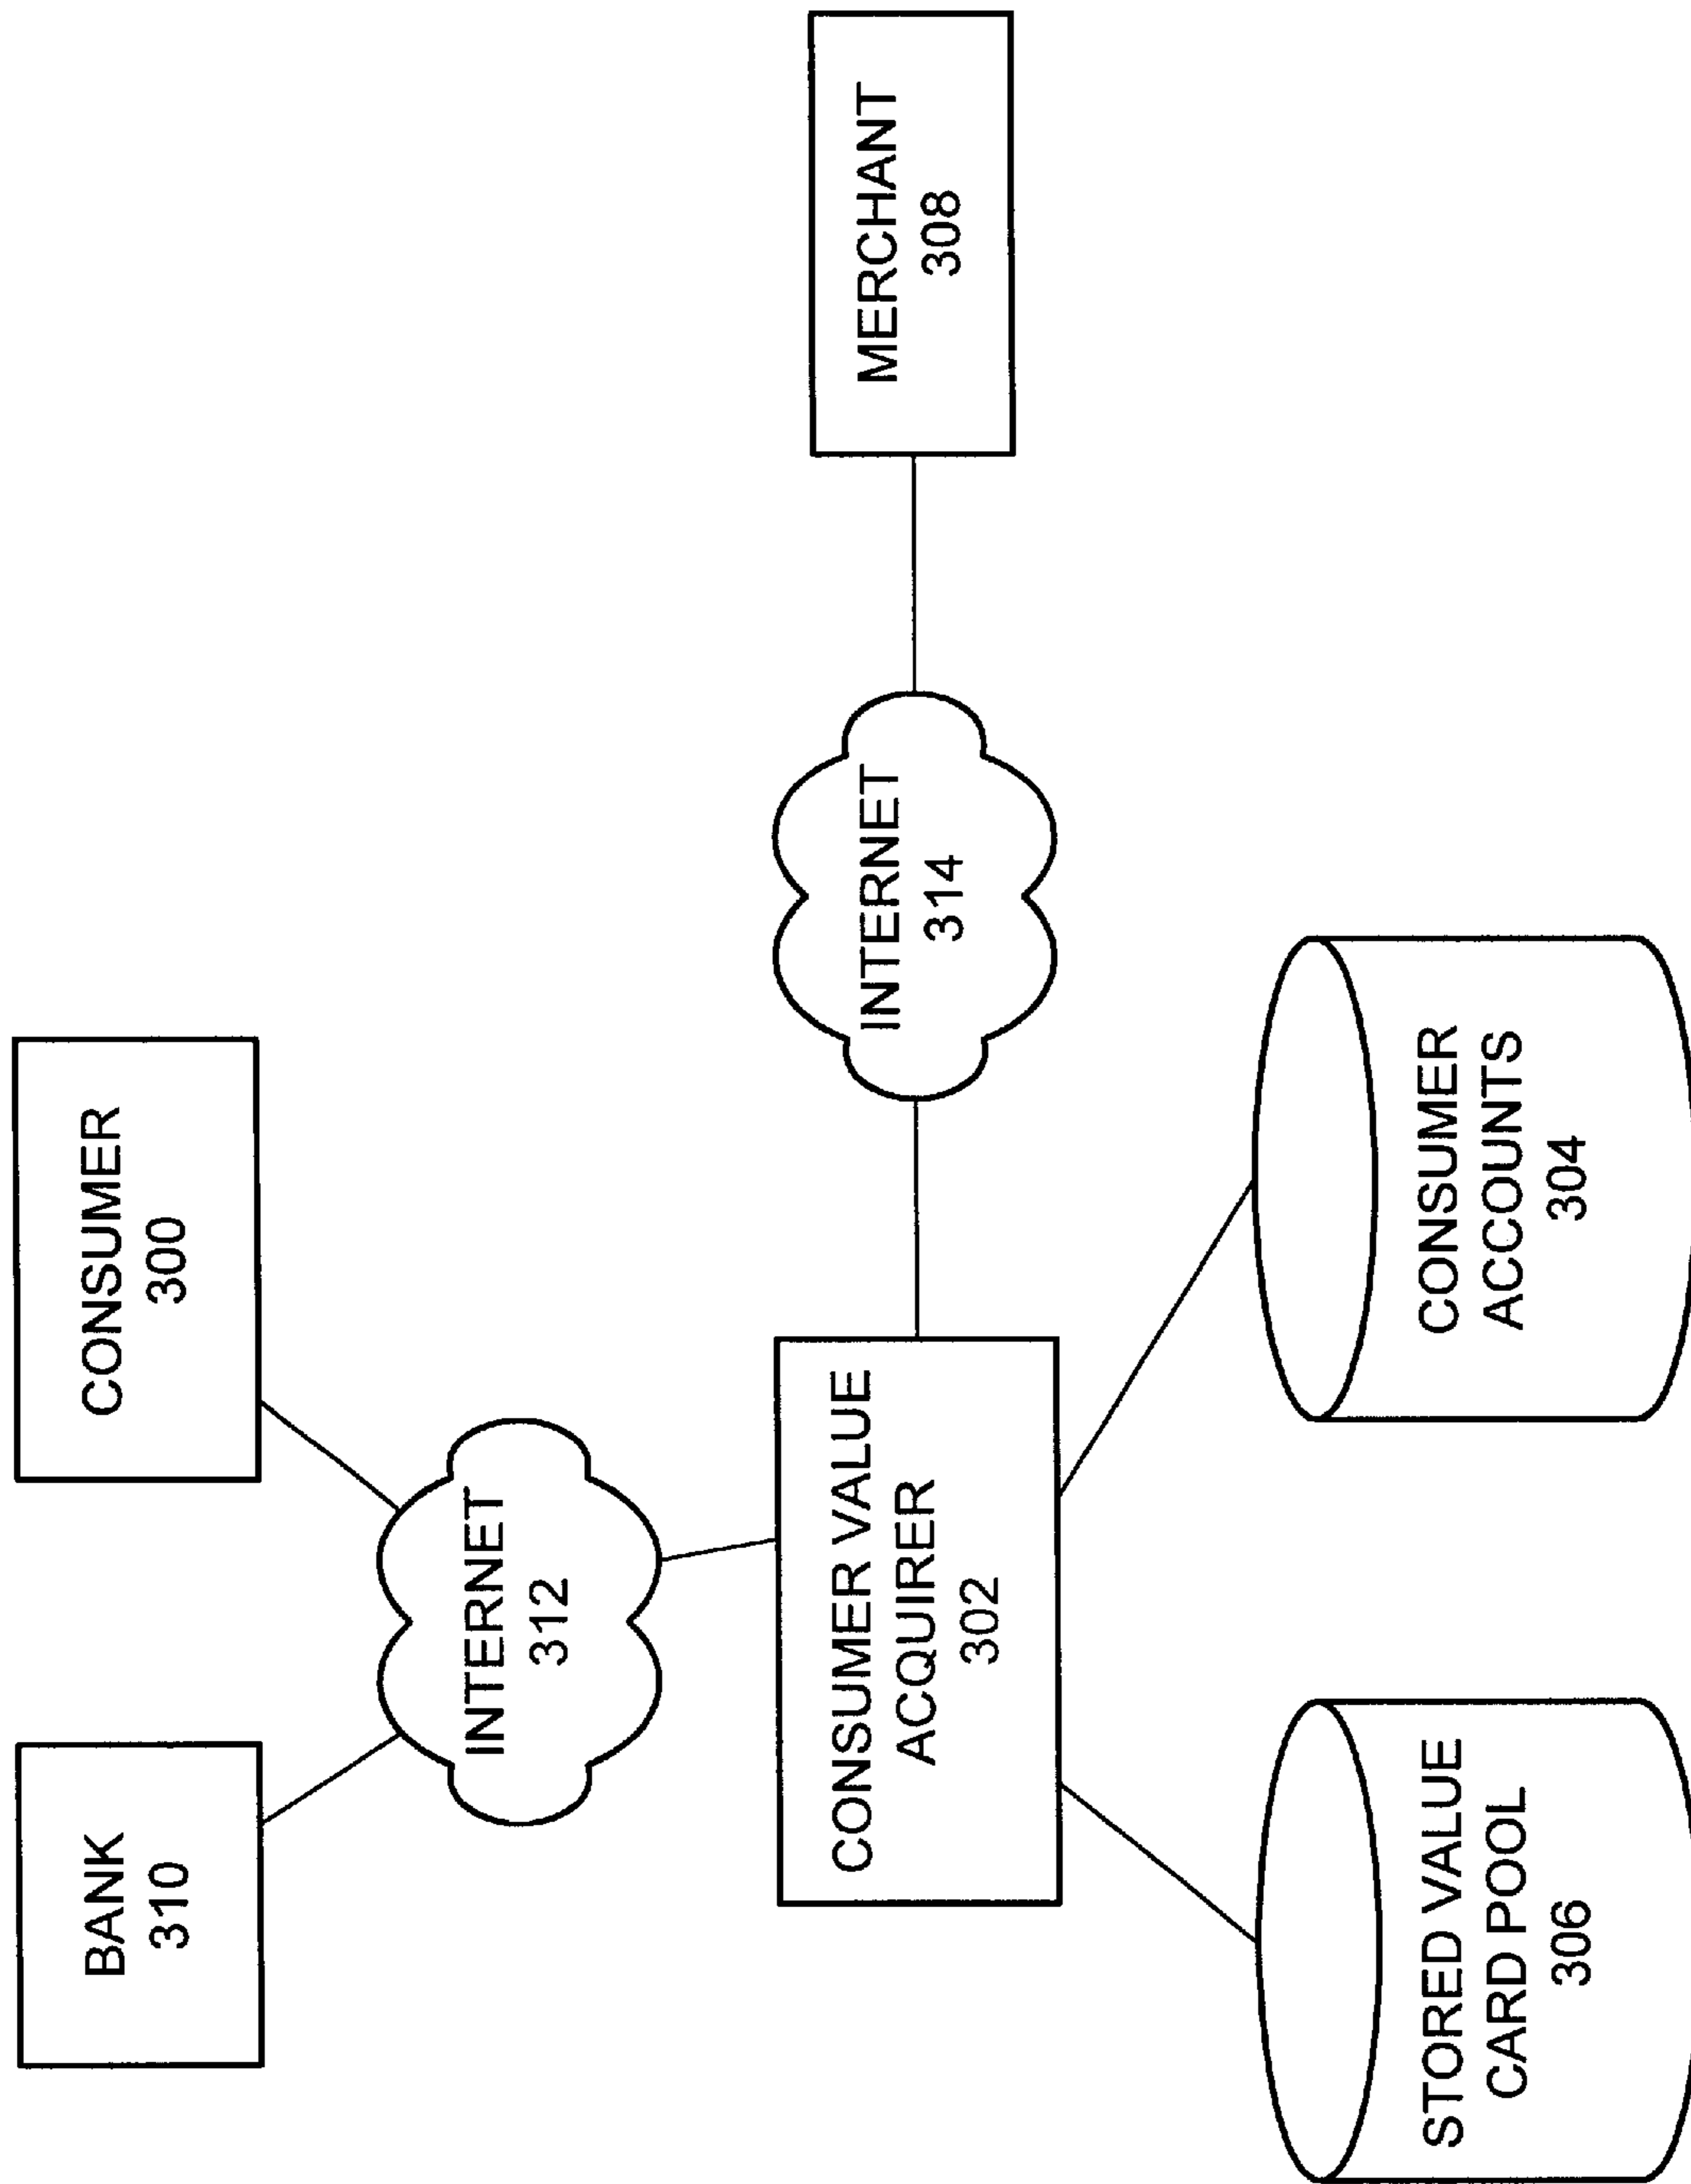 BANK
310
CONSUMER
300
INTERNET
312
CONSUMER VALUE
ACQUIRER
302
INTERNET
314
MERCHANT
308
STORED VALUE
CARD POOL
306
CONSUMER
ACCOUNTS
304